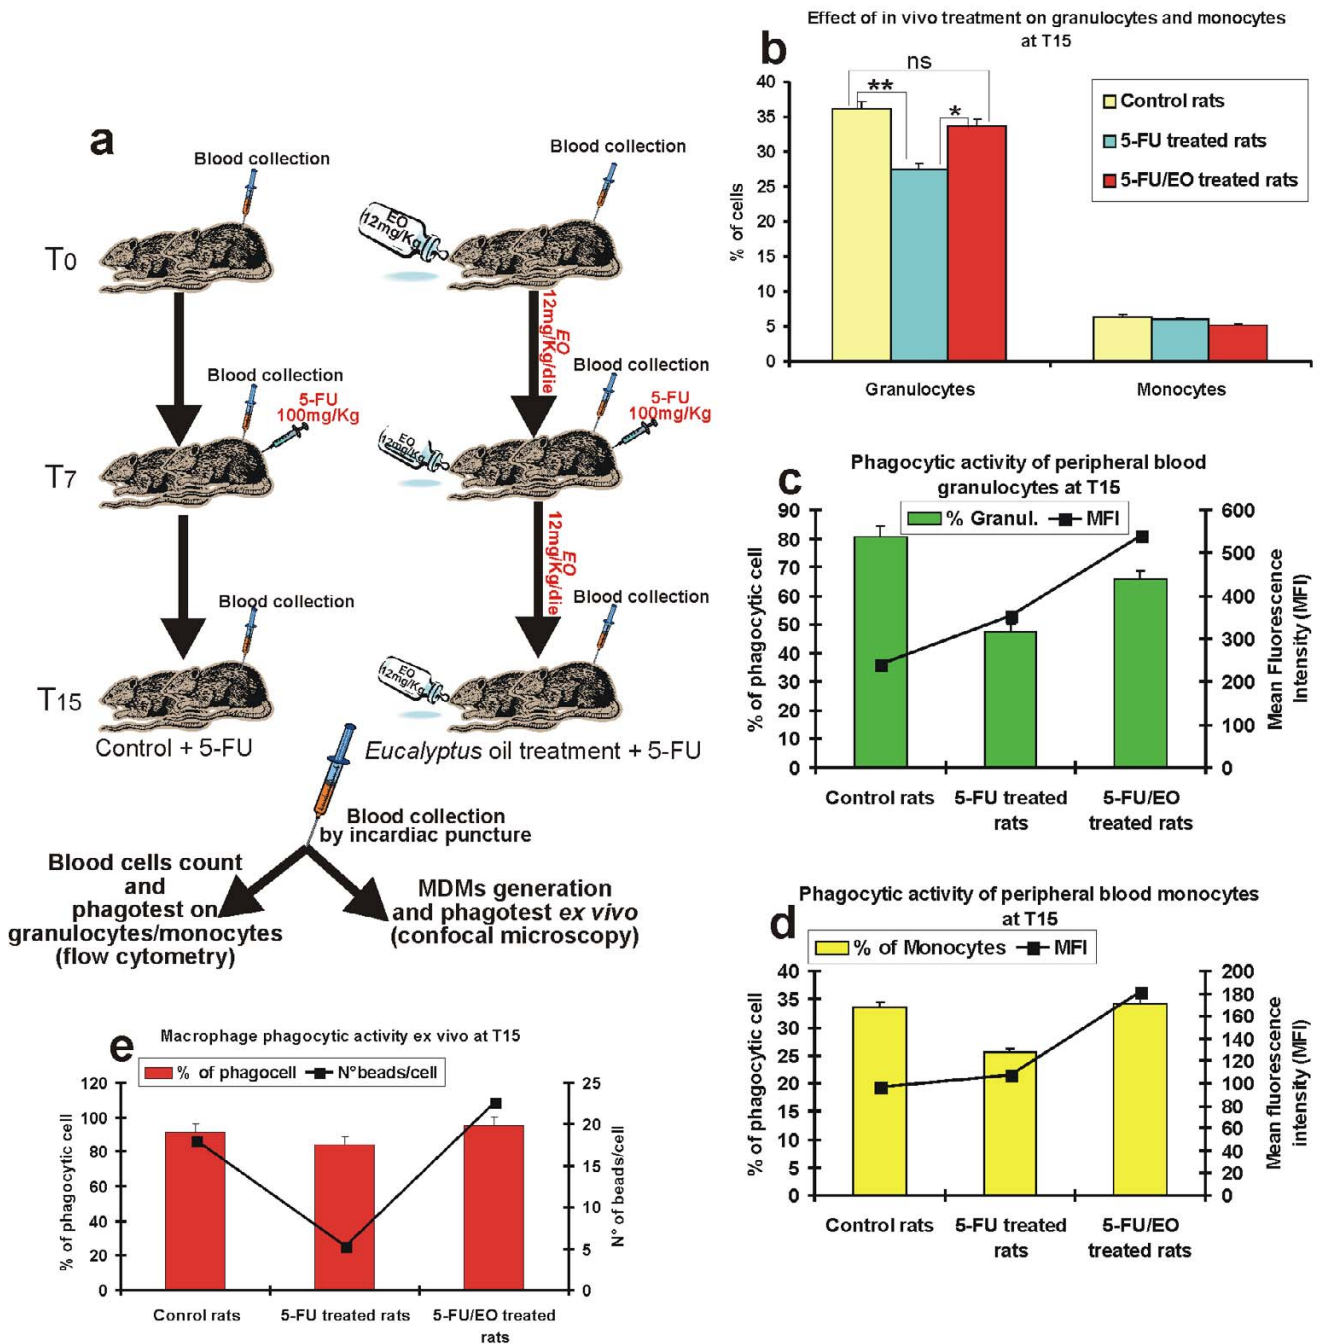 a
Blood collection
Blood collection
EO
12mg/Kg
T0
EO
12mg/Kg/die
Blood collection
5-FU
100mg/Kg
Blood collection
5-FU
100mg/Kg
EO
12mg/Kg
T7
EO
12mg/Kg/die
Blood collection
Blood collection
EO
12mg/Kg
T15
Control + 5-FU
Eucalyptus oil treatment + 5-FU
Blood collection
by incardiac puncture
Blood cells count
and
phagotest on
granulocytes/monocytes
(flow cytometry)
MDMs generation
and phagotest ex vivo
(confocal microscopy)
b
Effect of in vivo treatment on granulocytes and monocytes
at T15
ns
**
*
Control rats
5-FU treated rats
5-FU/EO treated rats
% of cells
40
35
30
25
20
15
10
5
0
Granulocytes
Monocytes
c
Phagocytic activity of peripheral blood
granulocytes at T15
% Granul.
MFI
% of phagocytic cell
90
80
70
60
50
40
30
20
10
0
600
500
400
300
200
100
0
Mean Fluorescence
Intensity (MFI)
Control rats
5-FU treated
rats
5-FU/EO
treated rats
d
Phagocytic activity of peripheral blood monocytes
at T15
% of Monocytes
MFI
% of phagocytic cell
40
35
30
25
20
15
10
5
0
200
180
160
140
120
100
80
60
40
20
0
Mean fluorescence
intensity (MFI)
Control rats
5-FU treated
rats
5-FU/EO
treated rats
e
Macrophage phagocytic activity ex vivo at T15
% of phagocell
N°beads/cell
% of phagocytic cell
120
100
80
60
40
20
0
25
20
15
10
5
0
N° of beads/cell
Conrol rats
5-FU treated rats
5-FU/EO treated
rats